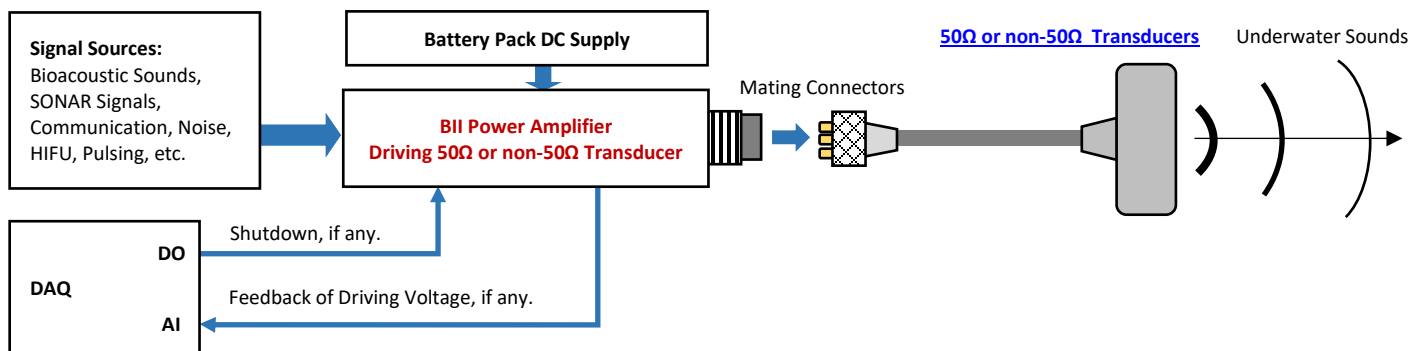 Signal Sources:
Bioacoustic Sounds,
SONAR Signals,
Communication, Noise,
HIFU, Pulsing, etc.
Battery Pack DC Supply
BII Power Amplifier
Driving 50Ω or non-50Ω Transducer
Mating Connectors
50Ω or non-50Ω  Transducers
Underwater Sounds
DAQ
DO
AI
Shutdown, if any.
Feedback of Driving Voltage, if any.